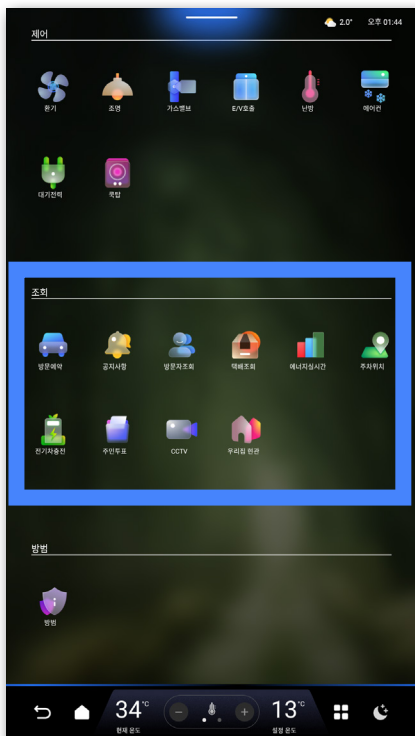 2.0° 오후 01:44
제어
환기 조명 가스밸브 E/V호출 난방 에어컨
대기전력 쿡탑
조회
방문예약 공지사항 방문자조회 택배조회 에너지실시간 주차위치
전기차충전 주민투표 CCTV 우리집 현관
방범
방범
34°C 13°C
현재 온도 설정 온도